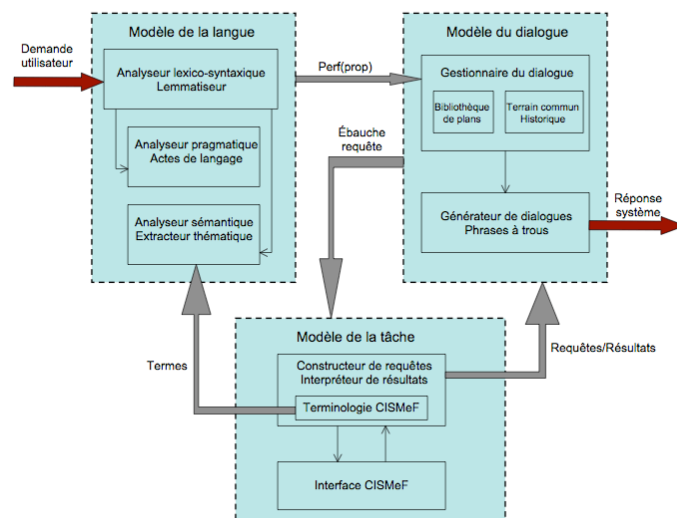 Demande
utilisateur
Modèle de la langue
Analyseur lexico-syntaxique
Lemmatiseur
Analyseur pragmatique
Actes de langage
Analyseur sémantique
Extracteur thématique
Perf(prop)
Ébauche
requête
Modèle du dialogue
Gestionnaire du dialogue
Bibliothèque
de plans
Terrain commun
Historique
Générateur de dialogues
Phrases à trous
Réponse
système
Termes
Modèle de la tâche
Constructeur de requêtes
Interpréteur de résultats
Terminologie CISMeF
Interface CISMeF
Requêtes/Résultats